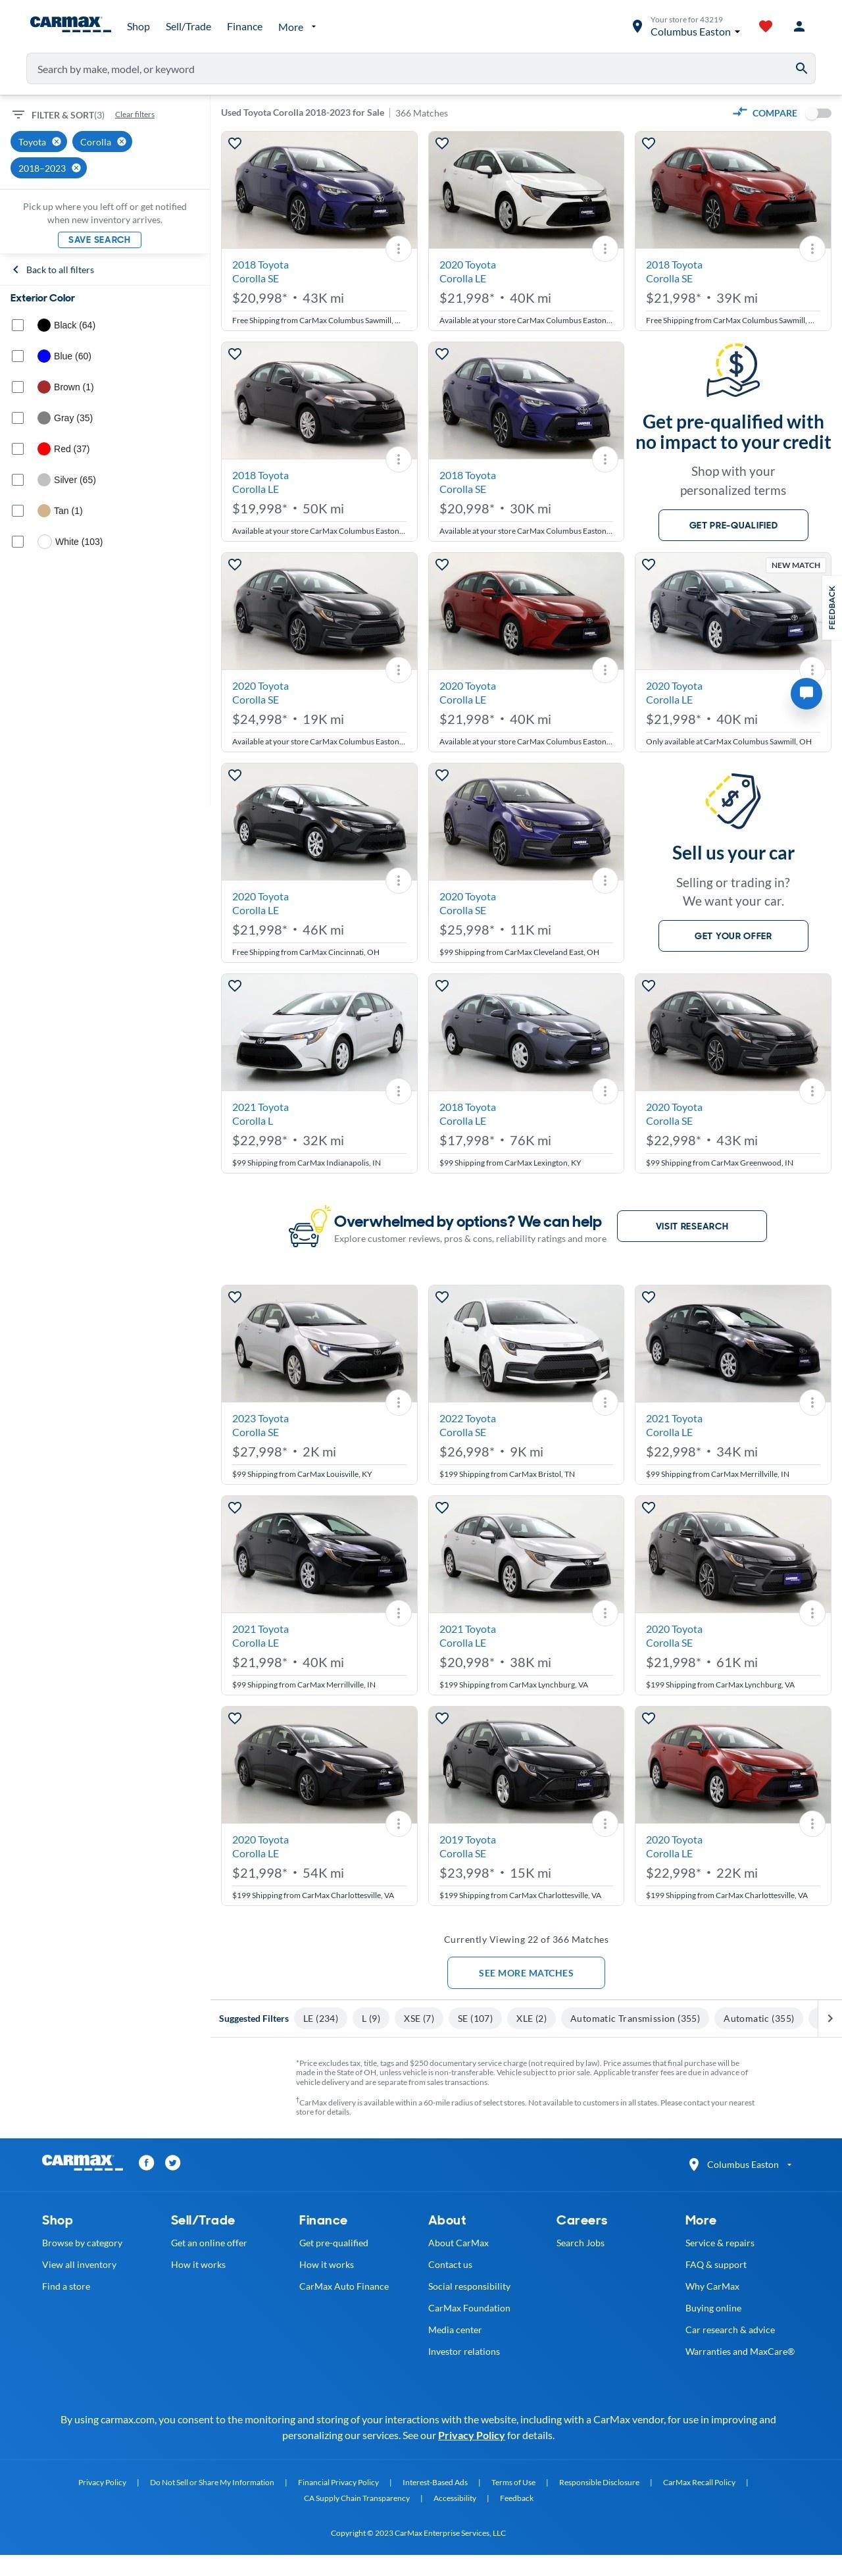 CARMAX
Shop
Sell/Trade
Finance
More
Your store for 43219
Columbus Easton
Search by make, model, or keyword
FILTER & SORT(3)
Clear filters
Toyota
Corolla
2018–2023
Pick up where you left off or get notified
when new inventory arrives.
SAVE SEARCH
Back to all filters
Exterior Color
Black (64)
Blue (60)
Brown (1)
Gray (35)
Red (37)
Silver (65)
Tan (1)
White (103)
Used Toyota Corolla 2018-2023 for Sale | 366 Matches
COMPARE
2018 Toyota
Corolla SE
$20,998* • 43K mi
Free Shipping from CarMax Columbus Sawmill, ...
2020 Toyota
Corolla LE
$21,998* • 40K mi
Available at your store CarMax Columbus Easton...
2018 Toyota
Corolla SE
$21,998* • 39K mi
Free Shipping from CarMax Columbus Sawmill, ...
2018 Toyota
Corolla LE
$19,998* • 50K mi
Available at your store CarMax Columbus Easton...
2018 Toyota
Corolla SE
$20,998* • 30K mi
Available at your store CarMax Columbus Easton...
Get pre-qualified with
no impact to your credit
Shop with your
personalized terms
GET PRE-QUALIFIED
2020 Toyota
Corolla SE
$24,998* • 19K mi
Available at your store CarMax Columbus Easton...
2020 Toyota
Corolla LE
$21,998* • 40K mi
Available at your store CarMax Columbus Easton...
NEW MATCH
2020 Toyota
Corolla LE
$21,998* • 40K mi
Only available at CarMax Columbus Sawmill, OH
FEEDBACK
2020 Toyota
Corolla LE
$21,998* • 46K mi
Free Shipping from CarMax Cincinnati, OH
2020 Toyota
Corolla SE
$25,998* • 11K mi
$99 Shipping from CarMax Cleveland East, OH
Sell us your car
Selling or trading in?
We want your car.
GET YOUR OFFER
2021 Toyota
Corolla L
$22,998* • 32K mi
$99 Shipping from CarMax Indianapolis, IN
2018 Toyota
Corolla LE
$17,998* • 76K mi
$99 Shipping from CarMax Lexington, KY
2020 Toyota
Corolla SE
$22,998* • 43K mi
$99 Shipping from CarMax Greenwood, IN
Overwhelmed by options? We can help
Explore customer reviews, pros & cons, reliability ratings and more
VISIT RESEARCH
2023 Toyota
Corolla SE
$27,998* • 2K mi
$99 Shipping from CarMax Louisville, KY
2022 Toyota
Corolla SE
$26,998* • 9K mi
$199 Shipping from CarMax Bristol, TN
2021 Toyota
Corolla LE
$22,998* • 34K mi
$99 Shipping from CarMax Merrillville, IN
2021 Toyota
Corolla LE
$21,998* • 40K mi
$99 Shipping from CarMax Merrillville, IN
2021 Toyota
Corolla LE
$20,998* • 38K mi
$199 Shipping from CarMax Lynchburg, VA
2020 Toyota
Corolla SE
$21,998* • 61K mi
$199 Shipping from CarMax Lynchburg, VA
2020 Toyota
Corolla LE
$21,998* • 54K mi
$199 Shipping from CarMax Charlottesville, VA
2019 Toyota
Corolla SE
$23,998* • 15K mi
$199 Shipping from CarMax Charlottesville, VA
2020 Toyota
Corolla LE
$22,998* • 22K mi
$199 Shipping from CarMax Charlottesville, VA
Currently Viewing 22 of 366 Matches
SEE MORE MATCHES
Suggested Filters
LE (234)
L (9)
XSE (7)
SE (107)
XLE (2)
Automatic Transmission (355)
Automatic (355)
*Price excludes tax, title, tags and $250 documentary service charge (not required by law). Price assumes that final purchase will be
made in the State of OH, unless vehicle is non-transferable. Vehicle subject to prior sale. Applicable transfer fees are due in advance of
vehicle delivery and are separate from sales transactions.
†CarMax delivery is available within a 60-mile radius of select stores. Not available to customers in all states. Please contact your nearest
store for details.
CARMAX
Columbus Easton
Shop
Browse by category
View all inventory
Find a store
Sell/Trade
Get an online offer
How it works
Finance
Get pre-qualified
How it works
CarMax Auto Finance
About
About CarMax
Contact us
Social responsibility
CarMax Foundation
Media center
Investor relations
Careers
Search Jobs
More
Service & repairs
FAQ & support
Why CarMax
Buying online
Car research & advice
Warranties and MaxCare®
By using carmax.com, you consent to the monitoring and storing of your interactions with the website, including with a CarMax vendor, for use in improving and
personalizing our services. See our Privacy Policy for details.
Privacy Policy | Do Not Sell or Share My Information | Financial Privacy Policy | Interest-Based Ads | Terms of Use | Responsible Disclosure | CarMax Recall Policy |
CA Supply Chain Transparency | Accessibility | Feedback
Copyright © 2023 CarMax Enterprise Services, LLC